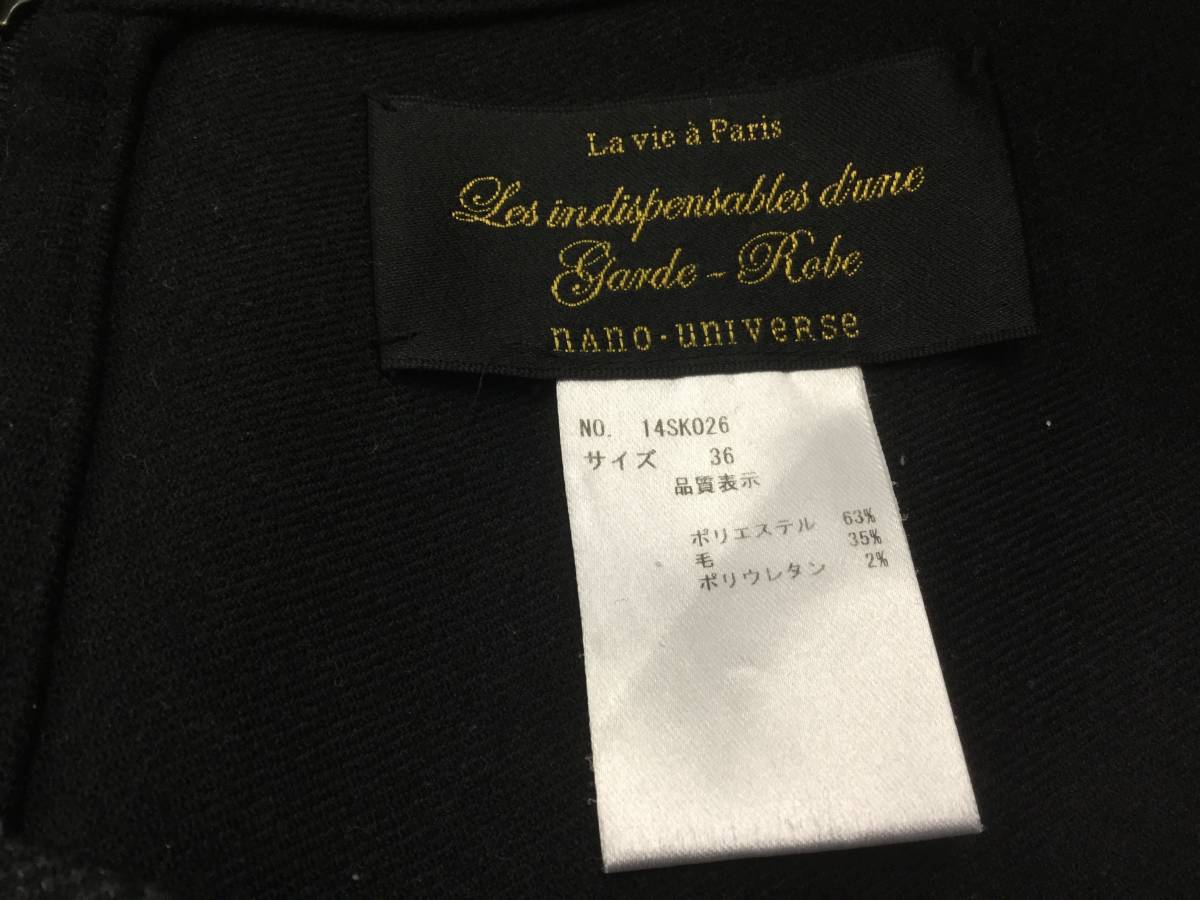 La vie à Paris
Les indispensables d'une
Garde-Robe
nAno·unIVeRSe
NO. 14SK026
サイズ 36
品質表示
ポリエステル 63%
毛 35%
ポリウレタン 2%